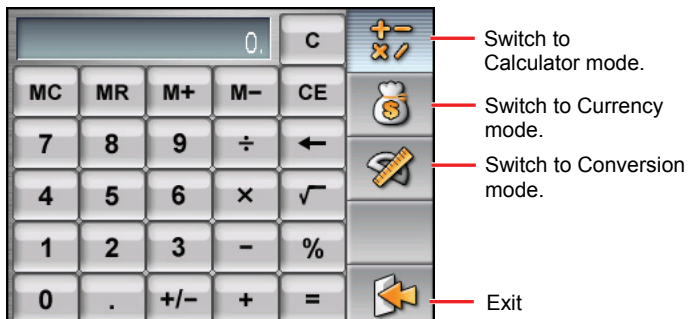 0.
C
Switch to
Calculator mode.
MC MR M+ M− CE
Switch to Currency
mode.
7 8 9 ÷ ←
Switch to Conversion
mode.
4 5 6 × √
1 2 3 − %
0 . +/− + =
Exit